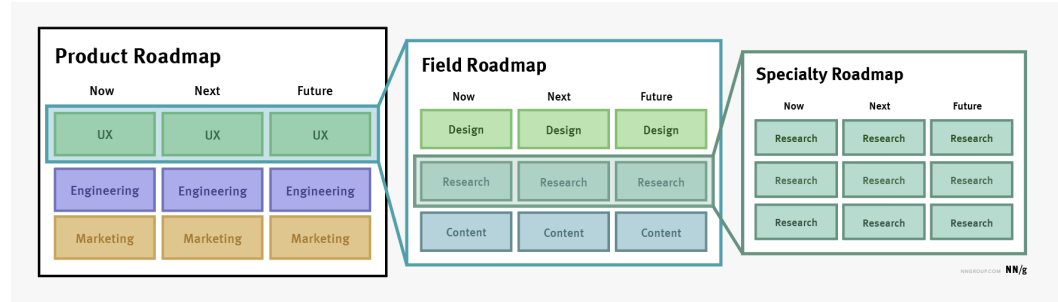 Product Roadmap
Now Next Future
UX UX UX
Engineering Engineering Engineering
Marketing Marketing Marketing
Field Roadmap
Now Next Future
Design Design Design
Research Research Research
Content Content Content
Specialty Roadmap
Now Next Future
Research Research Research
Research Research Research
Research Research Research
NNGROUP.COM NN/g